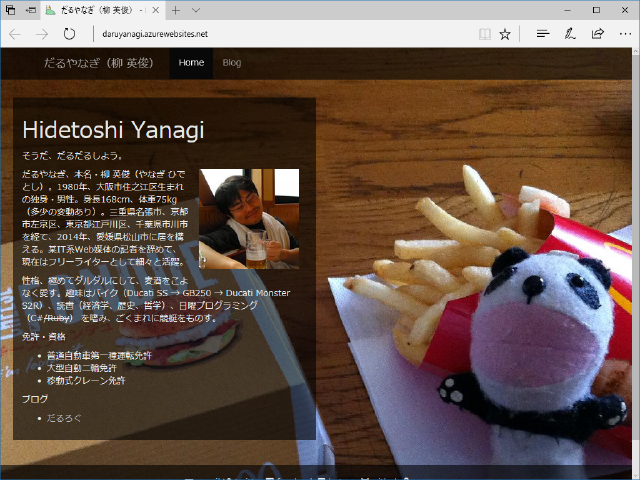 だるやなぎ（柳 英俊） -
daruyanagi.azurewebsites.net
だるやなぎ（柳 英俊）
Home
Blog
Hidetoshi Yanagi
そうだ、だるだるしよう。
だるやなぎ、本名・柳 英俊（やなぎ ひで
とし）。1980年、大阪市住之江区生まれ
の独身・男性。身長168cm、体重75kg
（多少の変動あり）。三重県名張市、京都
市左京区、東京都江戸川区、千葉県市川市
を経て、2014年、愛媛県松山市に居を構
える。某IT系Web媒体の記者を辞めて、
現在はフリーライターとして細々と活躍。
性格、極めてダルダルにして、麦酒をこよ
なく愛す。趣味はバイク（Ducati SS → GB250 → Ducati Monster
S2R）、読書（経済学、歴史、哲学）、日曜プログラミング
（C#/Ruby） を嗜み、ごくまれに競艇をものす。
免許・資格
普通自動車第一種運転免許
大型自動二輪免許
移動式クレーン免許
ブログ
だるろぐ